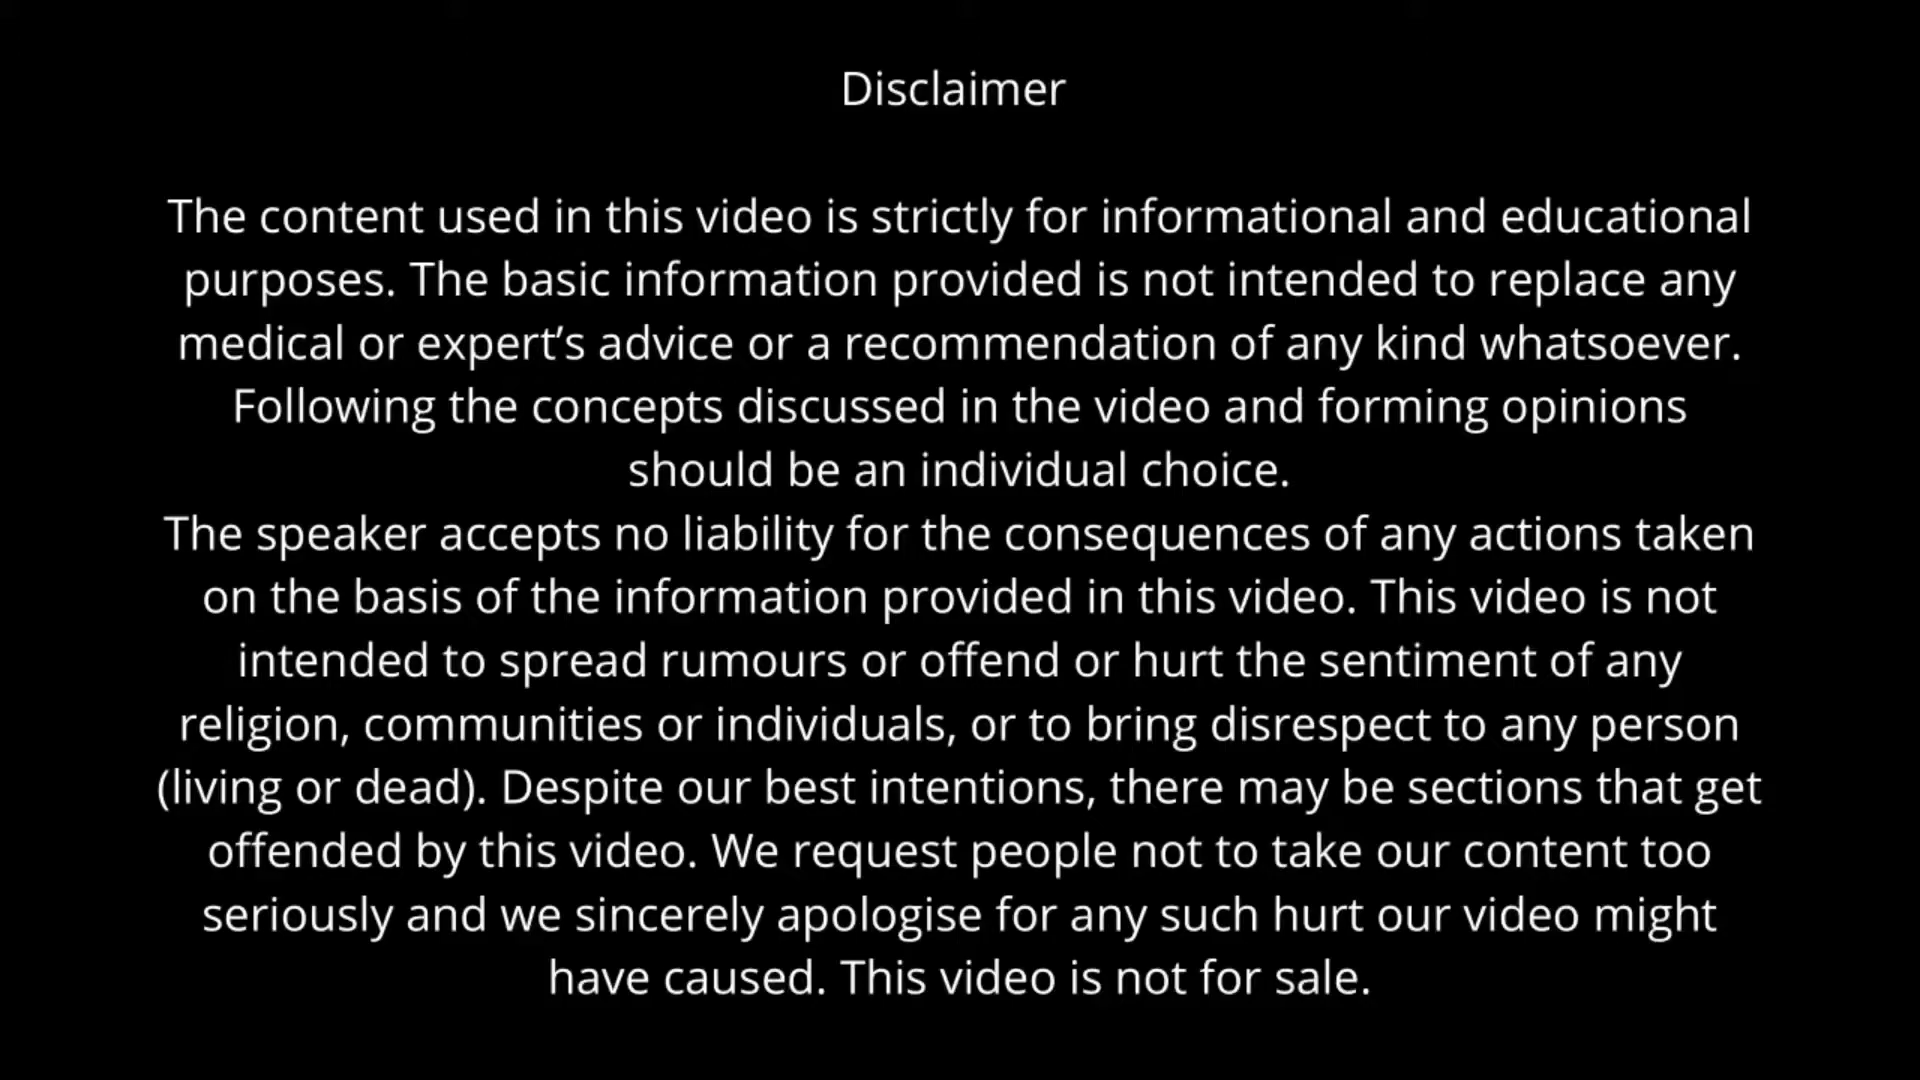 Disclaimer
The content used in this video is strictly for informational and educational
purposes. The basic information provided is not intended to replace any
medical or expert’s advice or a recommendation of any kind whatsoever.
Following the concepts discussed in the video and forming opinions
should be an individual choice.
The speaker accepts no liability for the consequences of any actions taken
on the basis of the information provided in this video. This video is not
intended to spread rumours or offend or hurt the sentiment of any
religion, communities or individuals, or to bring disrespect to any person
(living or dead). Despite our best intentions, there may be sections that get
offended by this video. We request people not to take our content too
seriously and we sincerely apologise for any such hurt our video might
have caused. This video is not for sale.